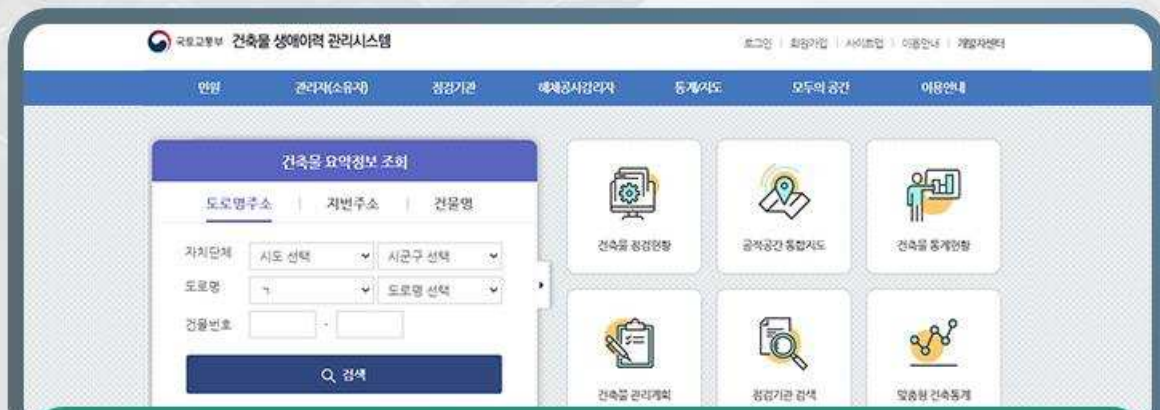 국토교통부 건축물 생애이력 관리시스템
로그인 | 회원가입 | 사이트맵 | 이용안내 | 개발자센터
민원 관리자(소유자) 점검기관 해체공사감리자 통계/지도 모두의 공간 이용안내
건축물 요약정보 조회
도로명주소 | 지번주소 | 건물명
자치단체 시도 선택 시군구 선택
도로명 ㄱ 도로명 선택
건물번호 -
검색
건축물 점검현황 공적공간 통합지도 건축물 통계현황
건축물 관리계획 점검기관 검색 맞춤형 건축통계